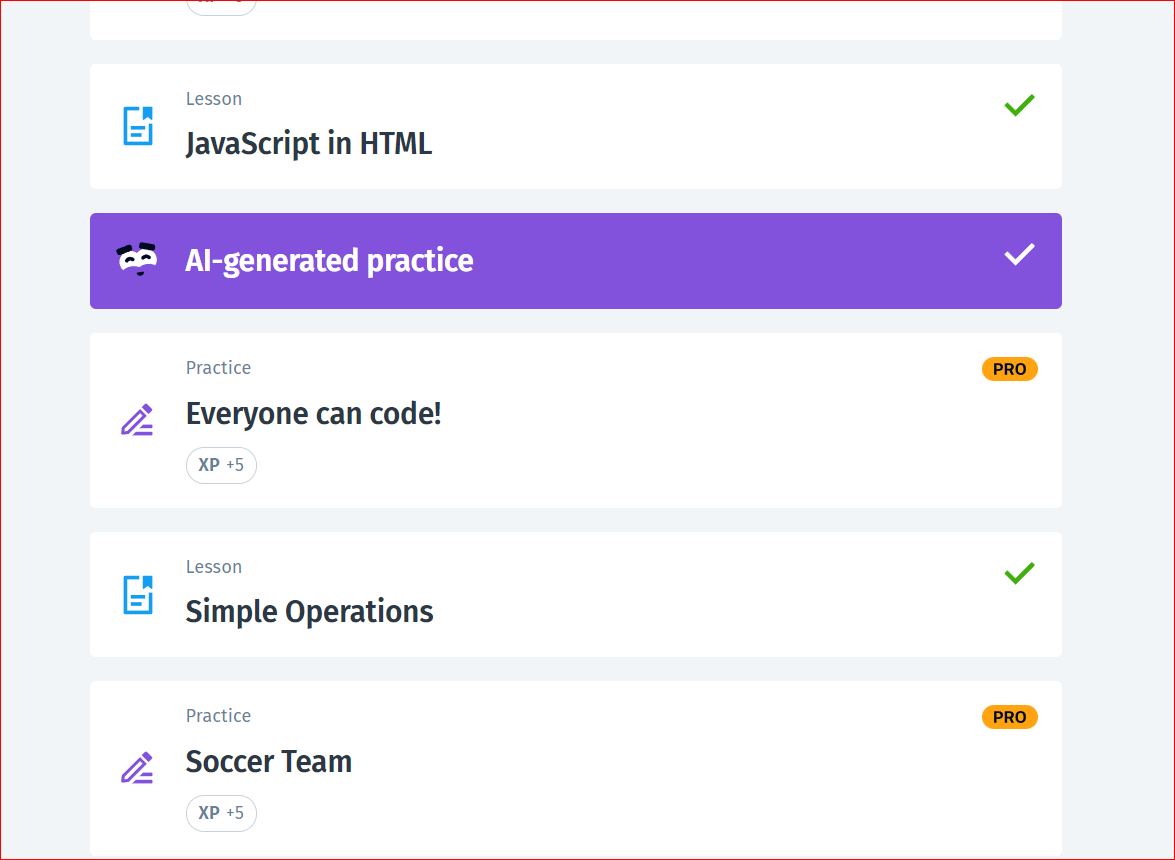 Lesson
JavaScript in HTML
AI-generated practice
Practice
PRO
Everyone can code!
XP +5
Lesson
Simple Operations
Practice
PRO
Soccer Team
XP +5